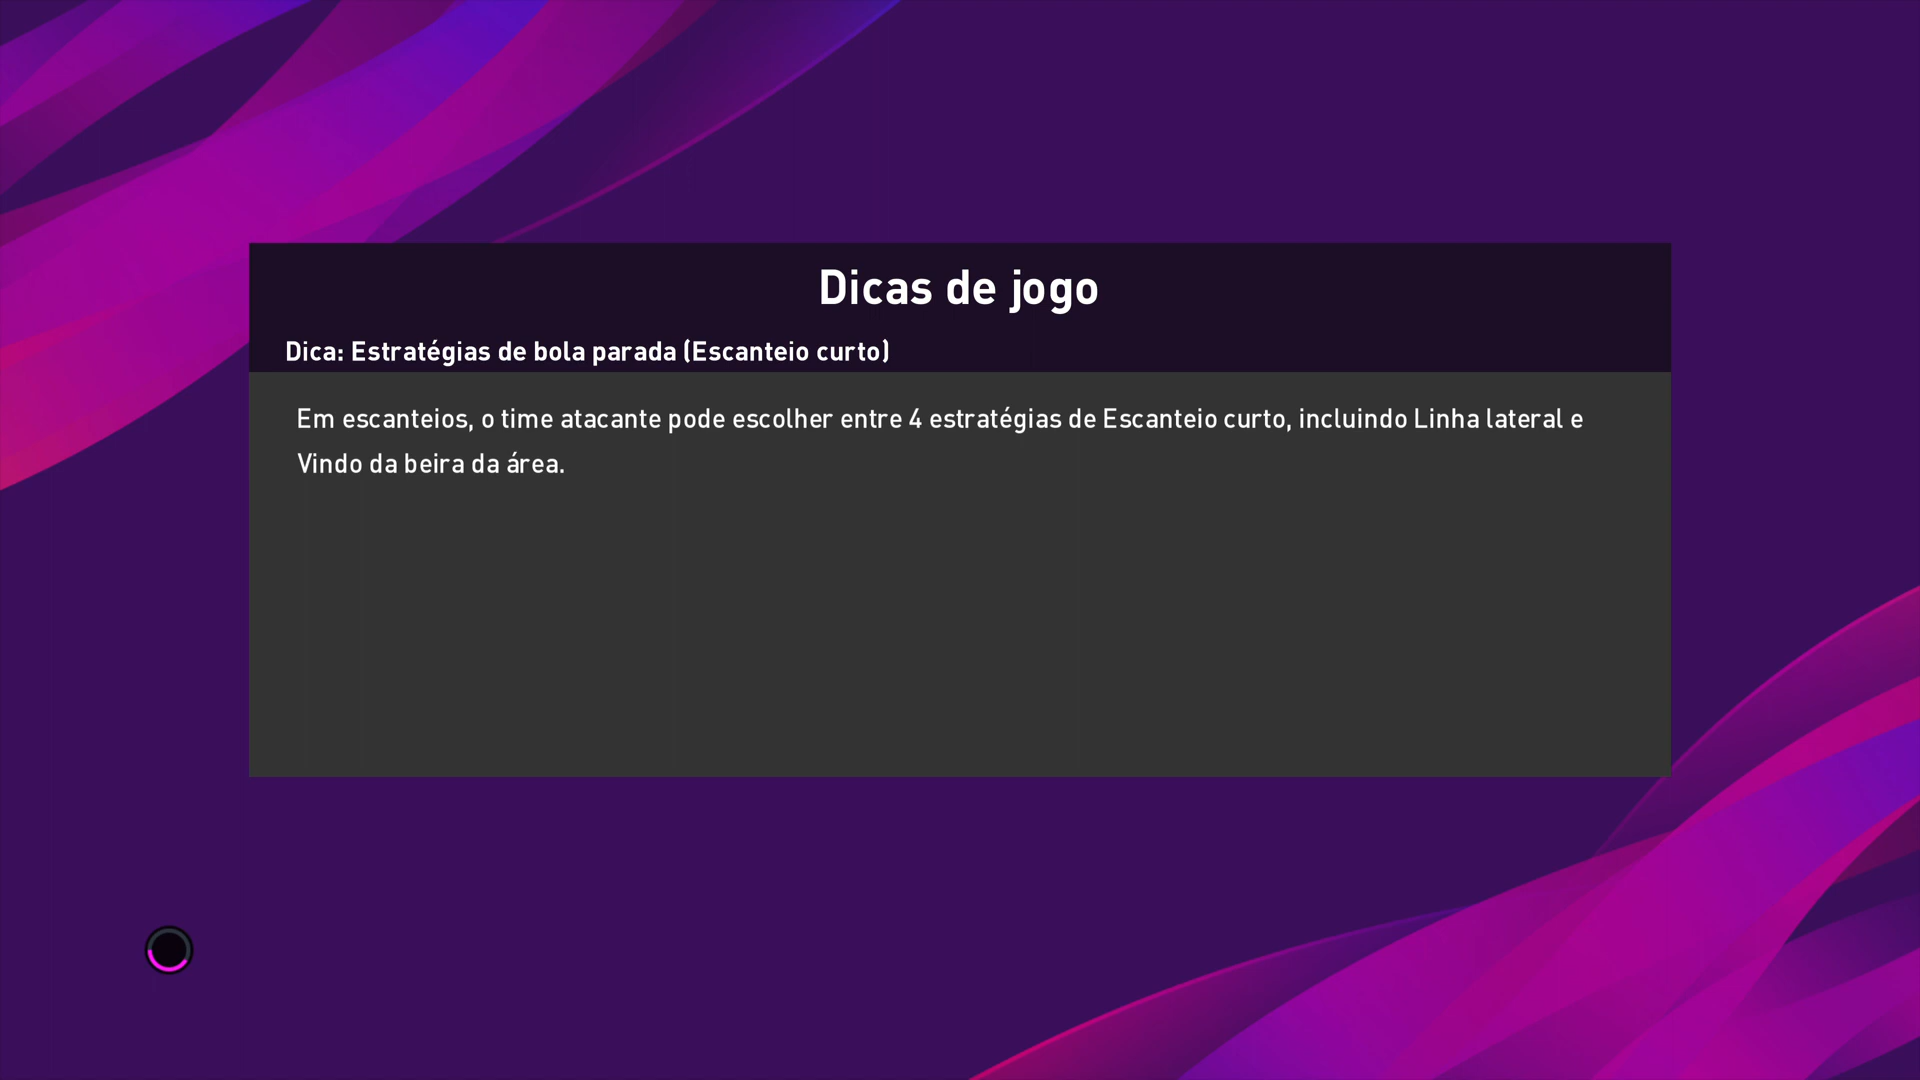 Dicas de jogo
Dica: Estratégias de bola parada (Escanteio curto)
Em escanteios, o time atacante pode escolher entre 4 estratégias de Escanteio curto, incluindo Linha lateral e
Vindo da beira da área.